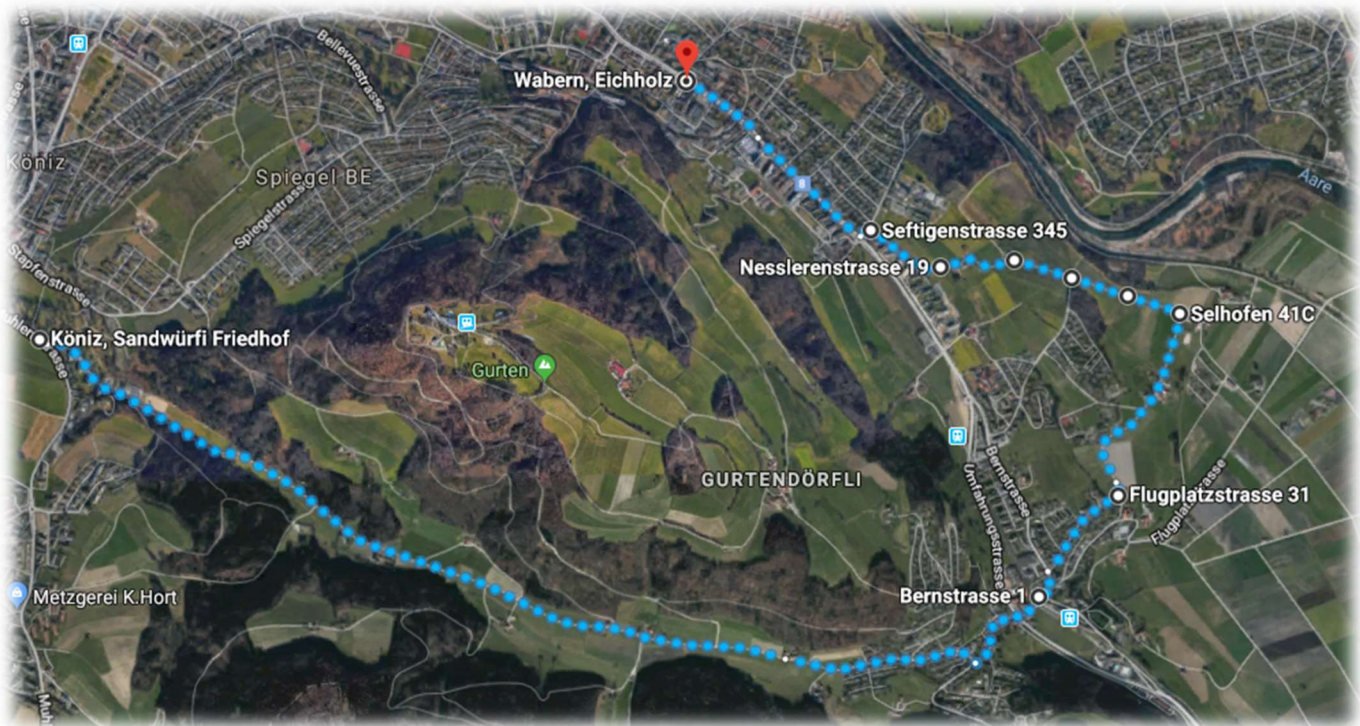 Bellevuestrasse
Wabern, Eichholz
Köniz
Spiegel BE
Aare
Spiegelstrasse
Seftigenstrasse 345
Stapfenstrasse
Nesslerenstrasse 19
Selhofen 41C
Köniz, Sandwürfi Friedhof
Gurten
GURTENDÖRFLI
Bernstrasse
Umfahrungsstrasse
Flugplatzstrasse 31
Flugplatzstrasse
Metzgerei K.Hort
Bernstrasse 1